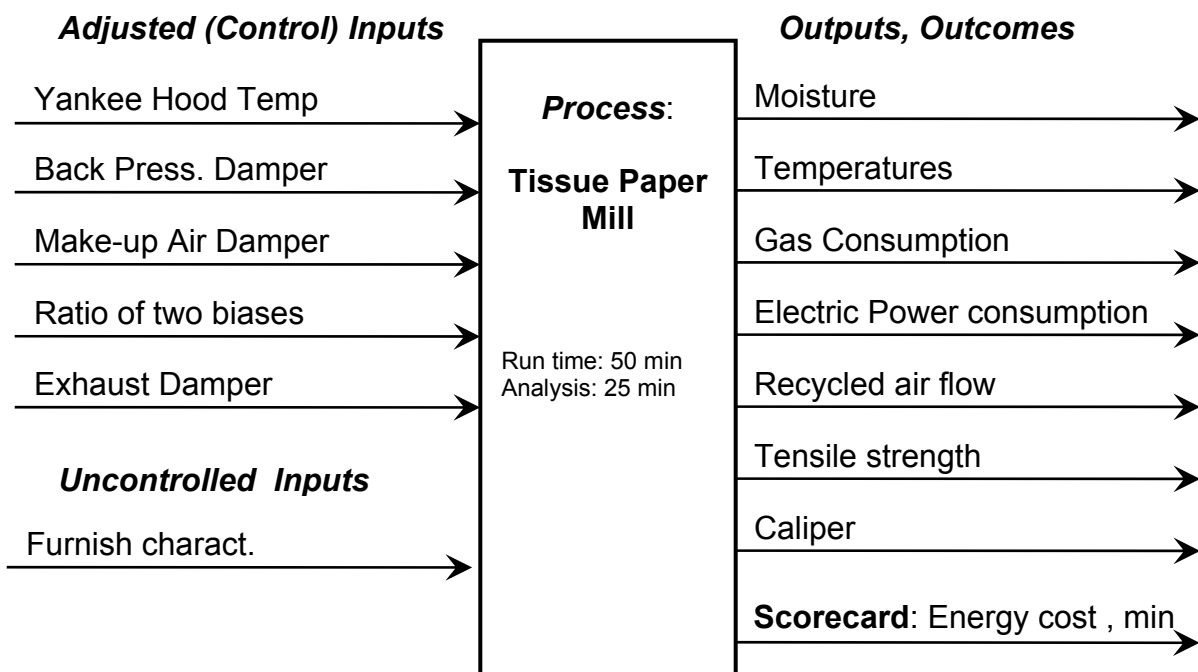 Adjusted (Control) Inputs
Yankee Hood Temp
Back Press. Damper
Make-up Air Damper
Ratio of two biases
Exhaust Damper
Uncontrolled Inputs
Furnish charact.
Process:
Tissue Paper
Mill
Run time: 50 min
Analysis: 25 min
Outputs, Outcomes
Moisture
Temperatures
Gas Consumption
Electric Power consumption
Recycled air flow
Tensile strength
Caliper
Scorecard: Energy cost , min